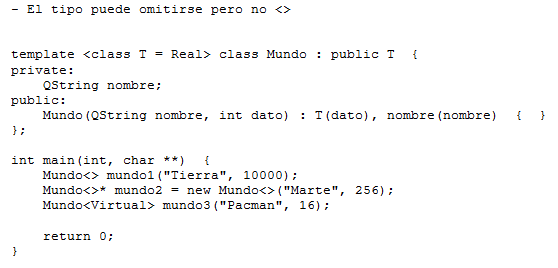 - El tipo puede omitirse pero no <>
template <class T = Real> class Mundo : public T  {
private:
    QString nombre;
public:
    Mundo(QString nombre, int dato) : T(dato), nombre(nombre)  {  }
};
int main(int, char **)  {
    Mundo<> mundo1("Tierra", 10000);
    Mundo<>* mundo2 = new Mundo<>("Marte", 256);
    Mundo<Virtual> mundo3("Pacman", 16);
    return 0;
}